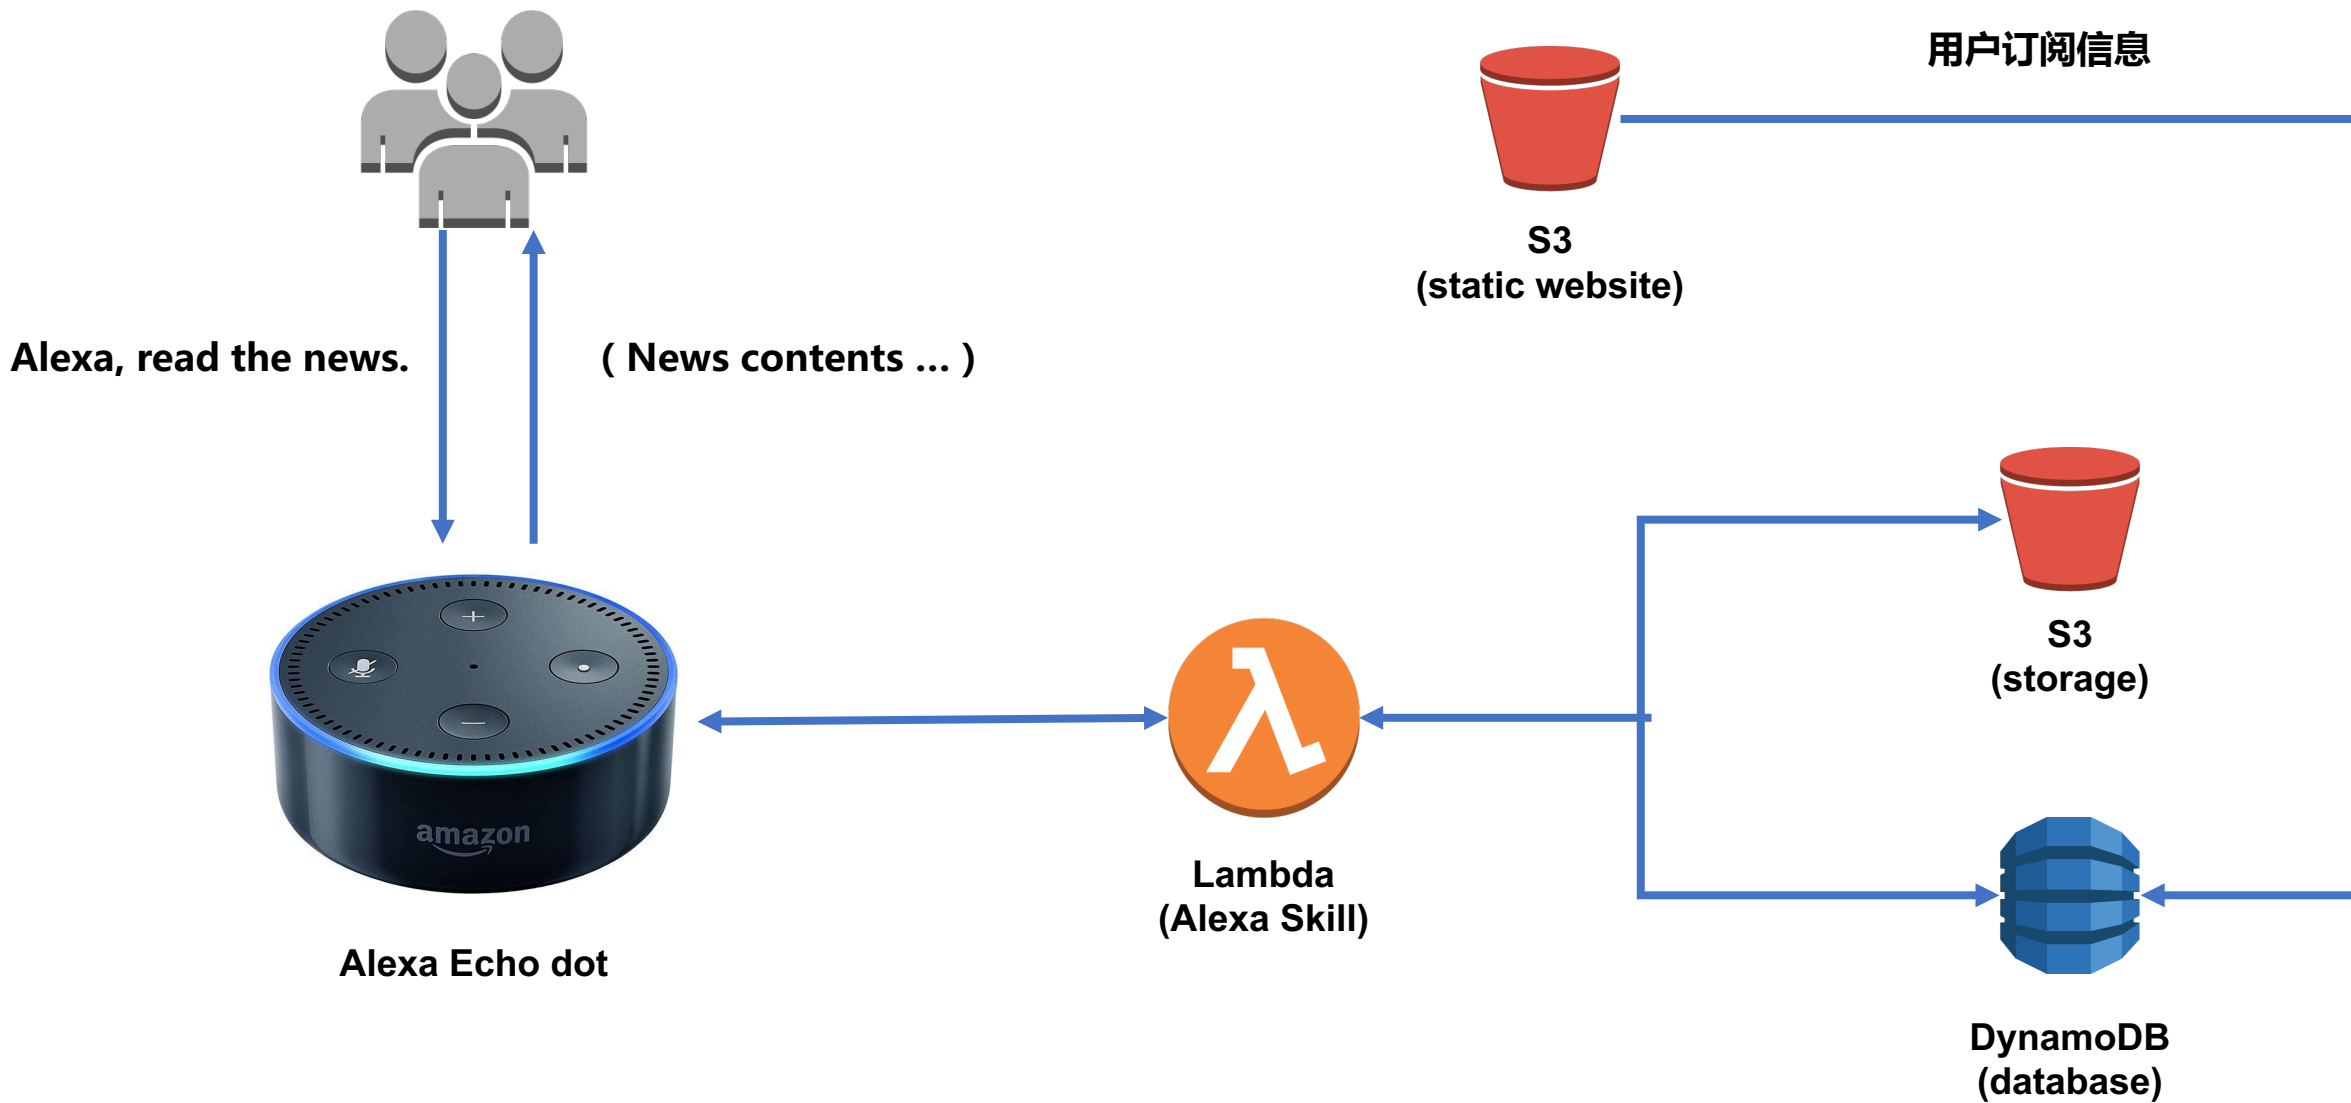 用户订阅信息
S3
(static website)
Alexa, read the news.
( News contents ... )
S3
(storage)
amazon
Lambda
(Alexa Skill)
Alexa Echo dot
DynamoDB
(database)